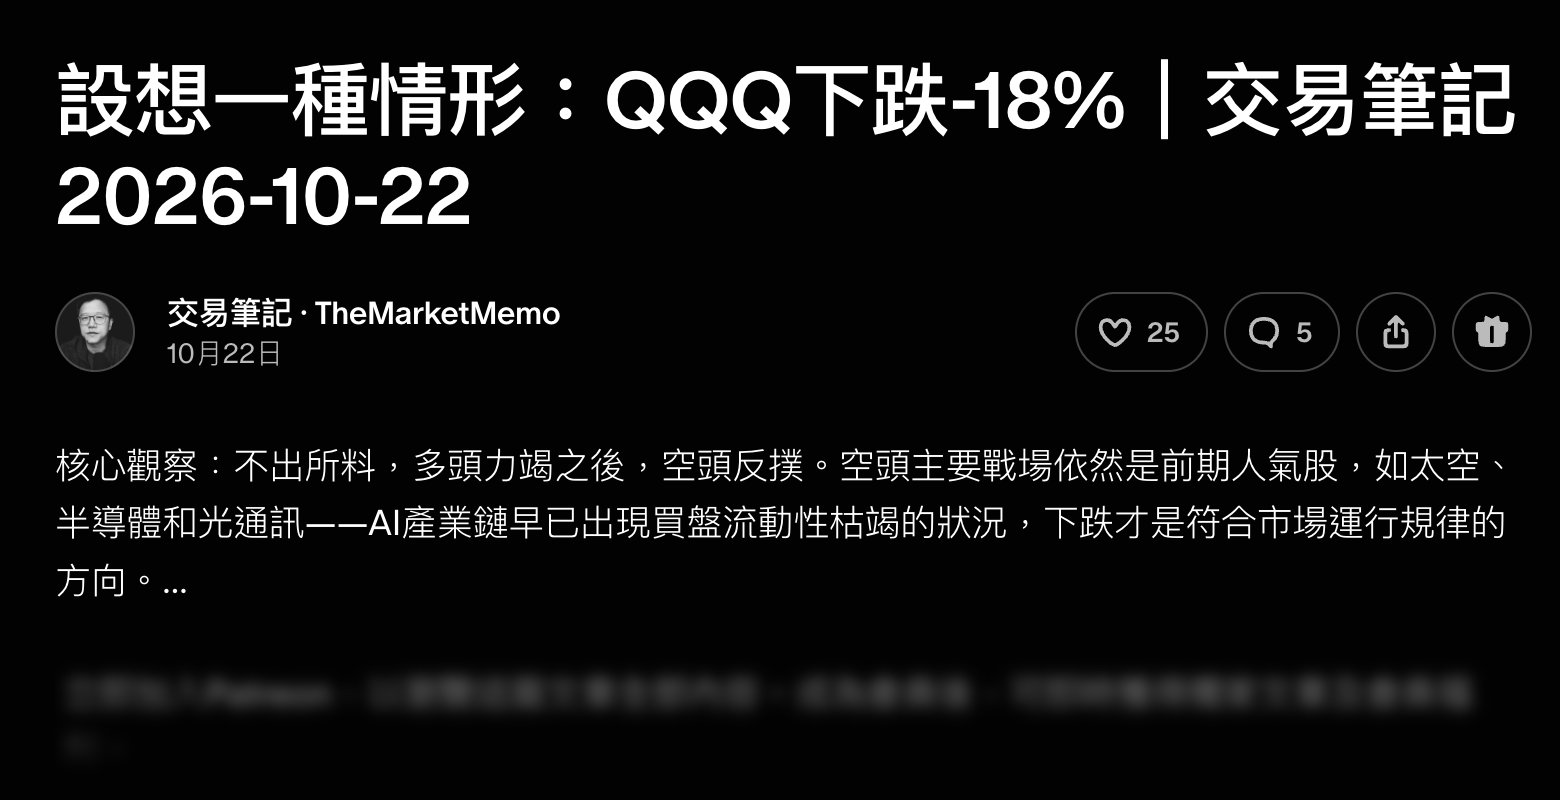 設想一種情形：QQQ下跌-18%｜交易筆記
2026-10-22
交易筆記 · TheMarketMemo
10月22日
25
5
核心觀察：不出所料，多頭力竭之後，空頭反撲。空頭主要戰場依然是前期人氣股，如太空、
半導體和光通訊——AI產業鏈早已出現買盤流動性枯竭的狀況，下跌才是符合市場運行規律的
方向。...